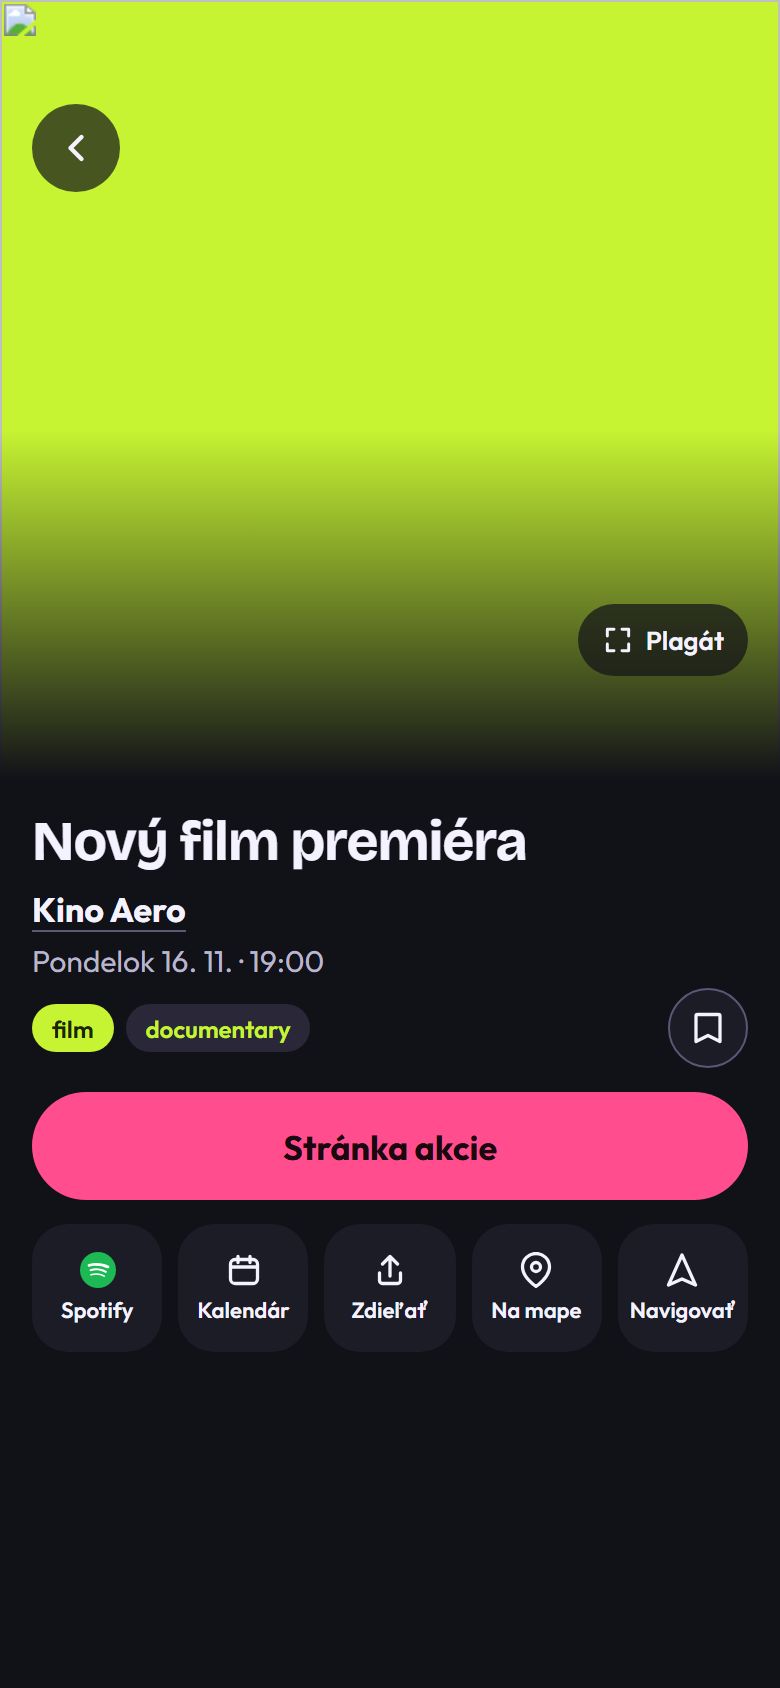 Plagát
Nový film premiéra
Kino Aero
Pondelok 16. 11. · 19:00
film
documentary
Stránka akcie
Spotify
Kalendár
Zdieľať
Na mape
Navigovať